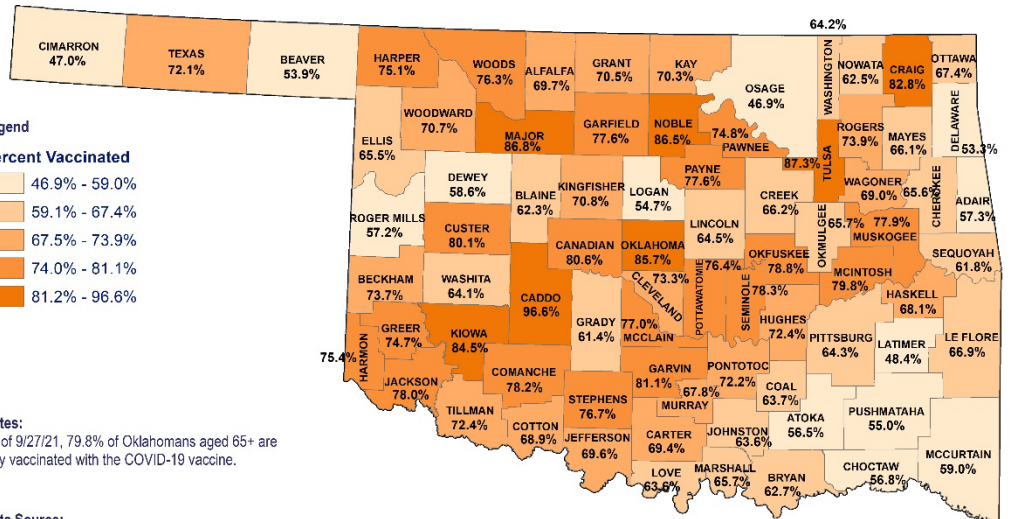 64.2%
CIMARRON
47.0%
TEXAS
72.1%
BEAVER
53.9%
HARPER
75.1%
WOODS
76.3%
ALFALFA
69.7%
GRANT
70.5%
KAY
70.3%
OSAGE
46.9%
WASHINGTON
NOWATA
62.5%
CRAIG
82.8%
OTTAWA
67.4%
DELAWARE
53.3%
ELLIS
65.5%
WOODWARD
70.7%
MAJOR
86.8%
GARFIELD
77.6%
NOBLE
86.5%
74.8%
PAWNEE
87.3%
TULSA
ROGERS
73.9%
MAYES
66.1%
gend
ercent Vaccinated
46.9% - 59.0%
59.1% - 67.4%
67.5% - 73.9%
74.0% - 81.1%
81.2% - 96.6%
ROGER MILLS
57.2%
DEWEY
58.6%
BLAINE
62.3%
KINGFISHER
70.8%
LOGAN
54.7%
PAYNE
77.6%
CREEK
66.2%
WAGONER
69.0%
65.6%
CHEROKEE
ADAIR
57.3%
CUSTER
80.1%
CANADIAN
80.6%
OKLAHOMA
85.7%
LINCOLN
64.5%
OKMULGEE
65.7%
77.9%
MUSKOGEE
SEQUOYAH
61.8%
BECKHAM
73.7%
WASHITA
64.1%
CADDO
96.6%
GRADY
61.4%
73.3%
CLEVELAND
76.4%
POTTAWATOMIE
SEMINOLE
78.3%
OKFUSKEE
78.8%
MCINTOSH
79.8%
HASKELL
68.1%
75.4%
HARMON
GREER
74.7%
KIOWA
84.5%
77.0%
MCCLAIN
HUGHES
72.4%
PITTSBURG
64.3%
LATIMER
48.4%
LE FLORE
66.9%
JACKSON
78.0%
COMANCHE
78.2%
STEPHENS
76.7%
GARVIN
81.1%
PONTOTOC
72.2%
COAL
63.7%
TILLMAN
72.4%
COTTON
68.9%
JEFFERSON
69.6%
67.8%
MURRAY
CARTER
69.4%
JOHNSTON
63.6%
ATOKA
56.5%
PUSHMATAHA
55.0%
MCCURTAIN
59.0%
LOVE
63.6%
MARSHALL
65.7%
BRYAN
62.7%
CHOCTAW
56.8%
tes:
of 9/27/21, 79.8% of Oklahomans aged 65+ are
y vaccinated with the COVID-19 vaccine.